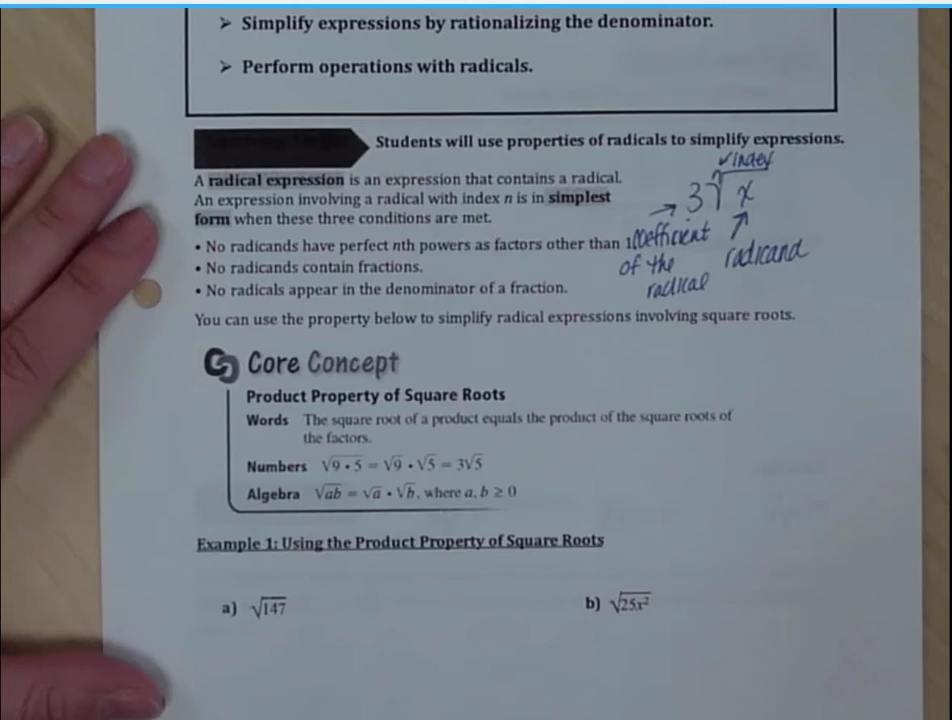 ➢ Simplify expressions by rationalizing the denominator.
➢ Perform operations with radicals.
Students will use properties of radicals to simplify expressions.
A radical expression is an expression that contains a radical.
An expression involving a radical with index n is in simplest
form when these three conditions are met.
• No radicands have perfect nth powers as factors other than 1
• No radicands contain fractions.
• No radicals appear in the denominator of a fraction.
index
3√x
coefficient
of the
radical
radicand
You can use the property below to simplify radical expressions involving square roots.
Core Concept
Product Property of Square Roots
Words The square root of a product equals the product of the square roots of
the factors.
Numbers √9 • 5 = √9 • √5 = 3√5
Algebra √ab = √a • √b, where a, b ≥ 0
Example 1: Using the Product Property of Square Roots
a) √147
b) √25x²